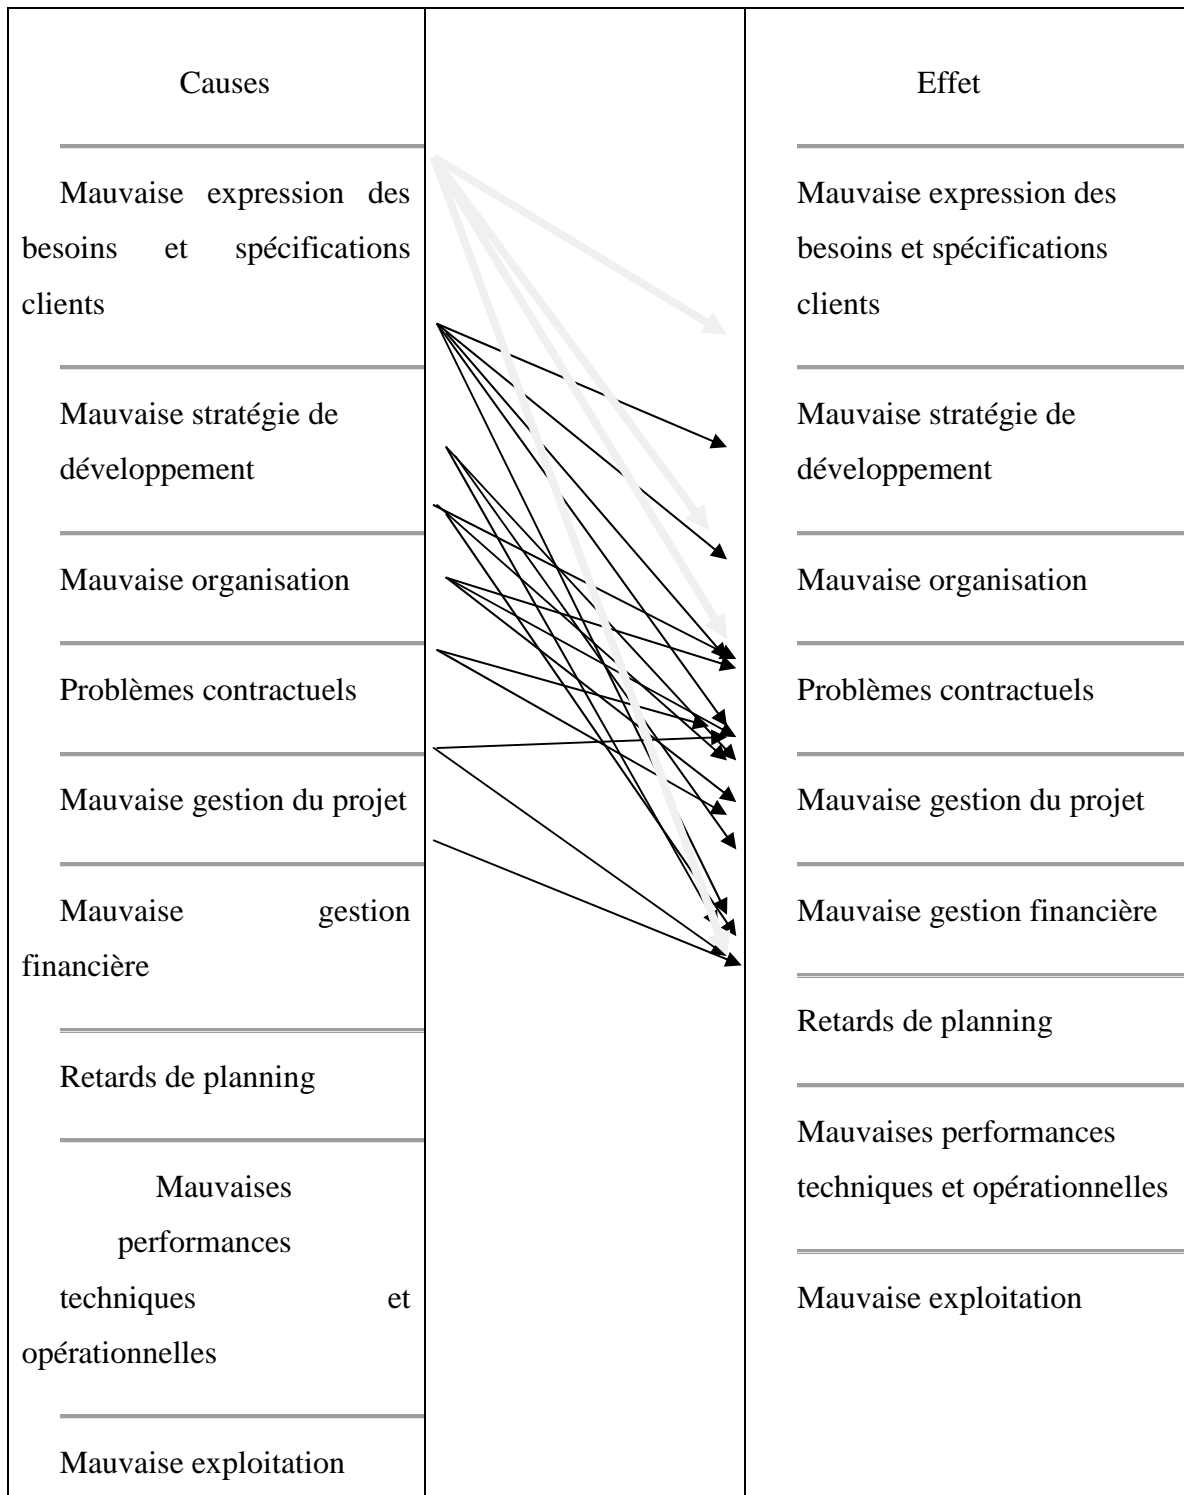 Causes
Mauvaise expression des
besoins et spécifications
clients
Mauvaise stratégie de
développement
Mauvaise organisation
Problèmes contractuels
Mauvaise gestion du projet
Mauvaise gestion
financière
Retards de planning
Mauvaises
performances
techniques et
opérationnelles
Mauvaise exploitation
Effet
Mauvaise expression des
besoins et spécifications
clients
Mauvaise stratégie de
développement
Mauvaise organisation
Problèmes contractuels
Mauvaise gestion du projet
Mauvaise gestion financière
Retards de planning
Mauvaises performances
techniques et opérationnelles
Mauvaise exploitation